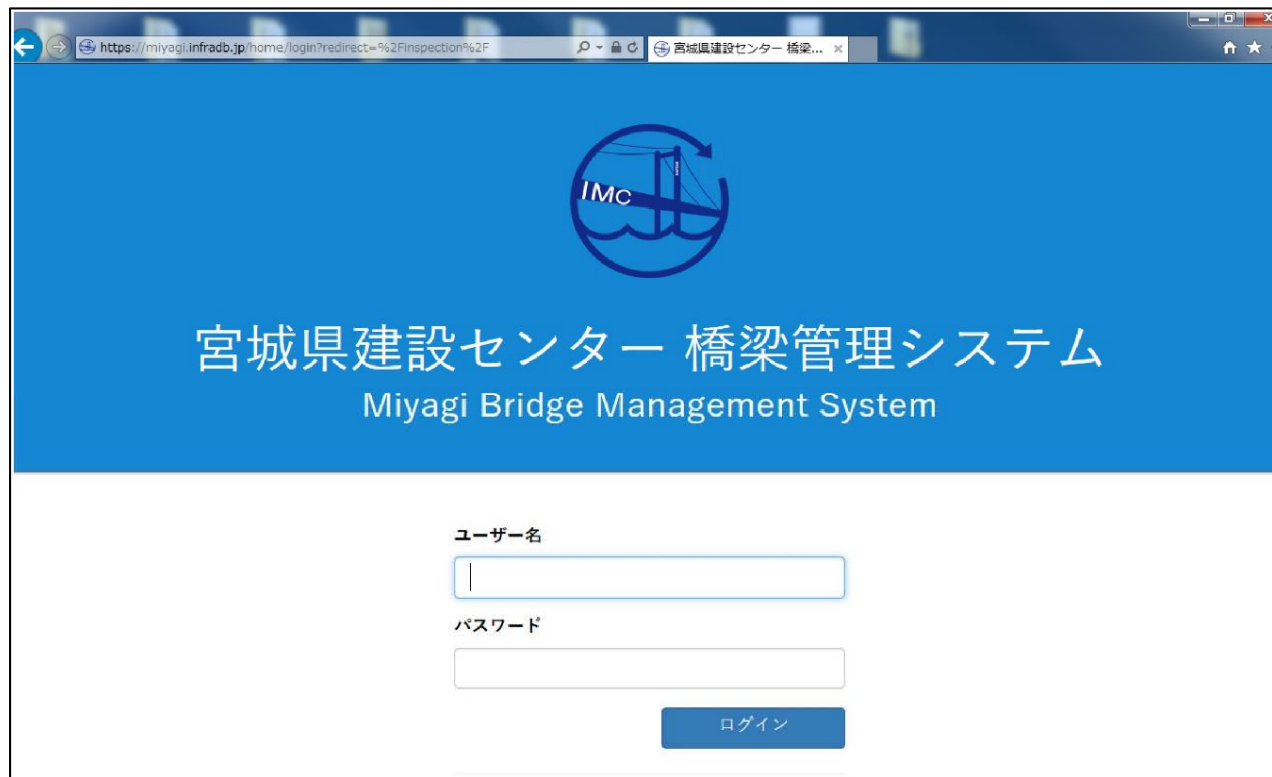 https://miyagi.infradb.jp/home/login?redirect=%2Finspection%2F
宮城県建設センター 橋梁...
IMC
宮城県建設センター 橋梁管理システム
Miyagi Bridge Management System
ユーザー名
パスワード
ログイン